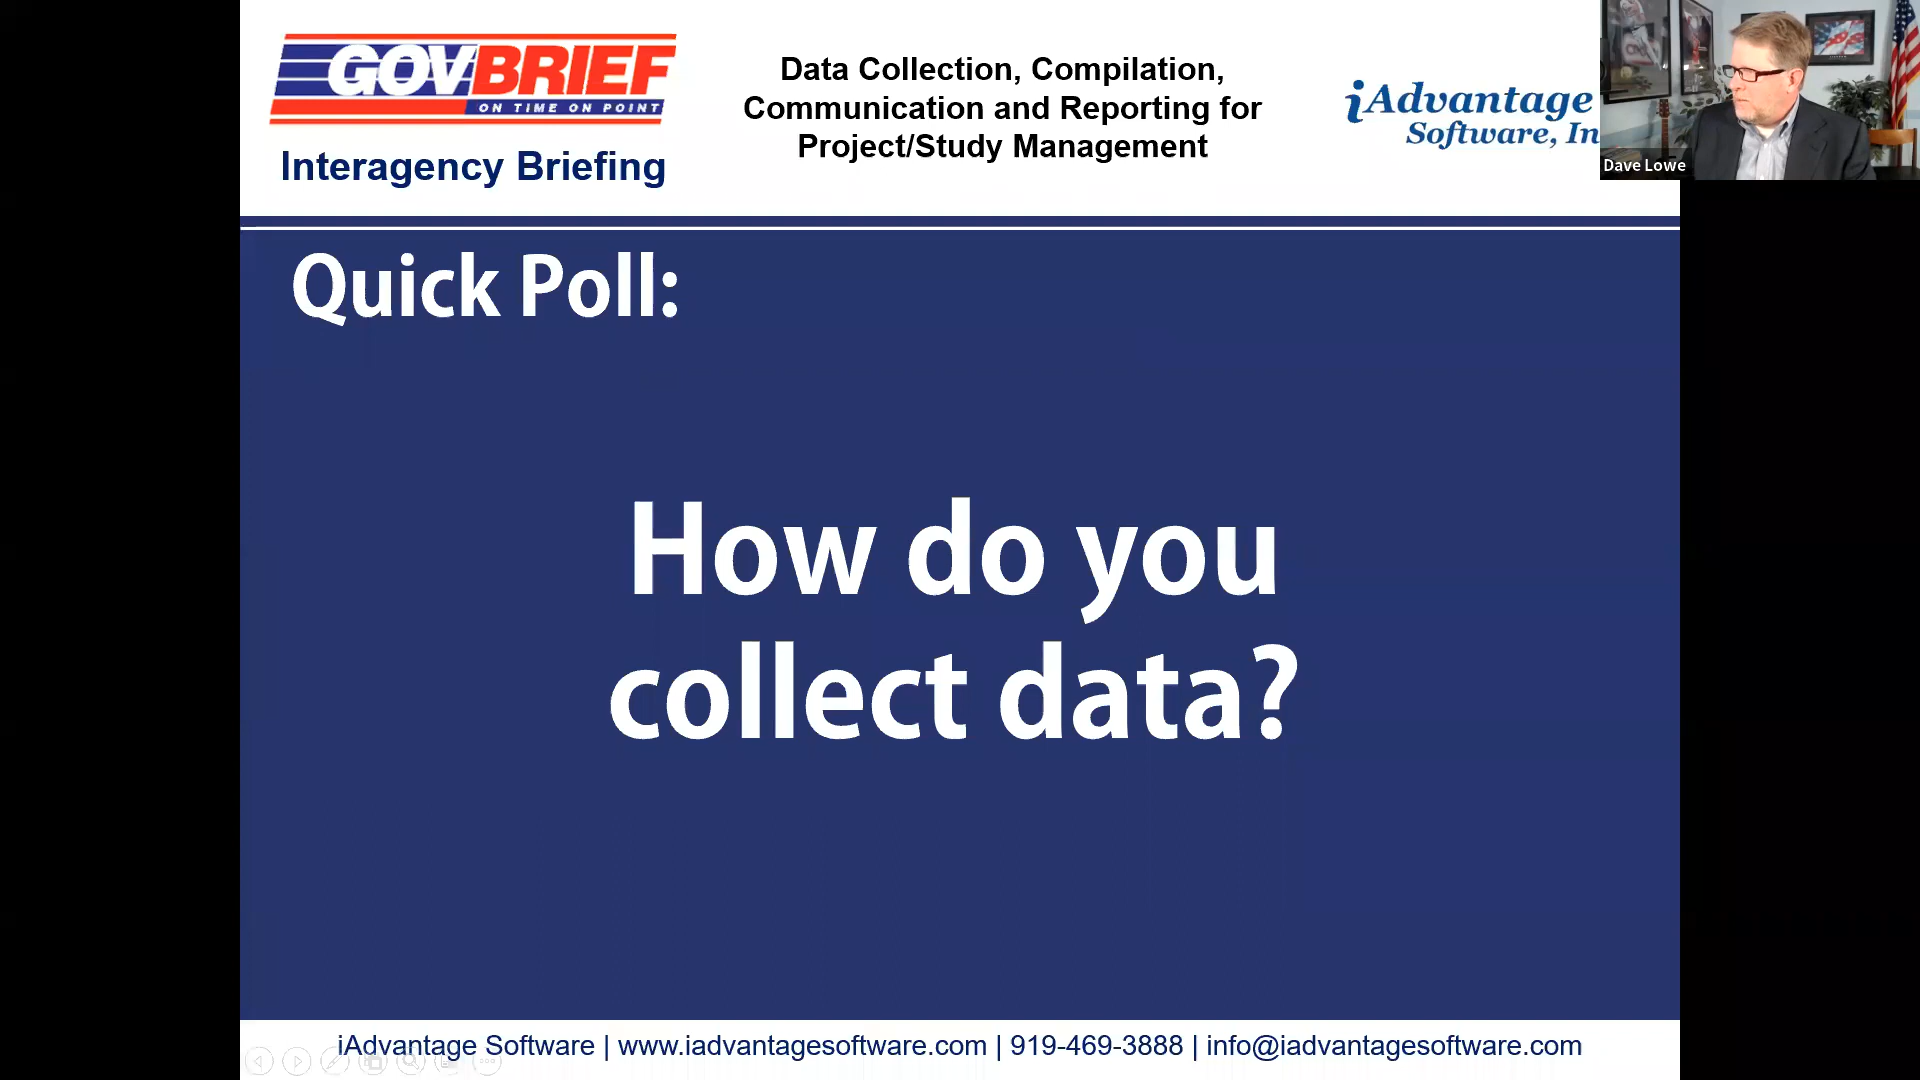 GOVBRIEF
ON TIME ON POINT
Interagency Briefing
Data Collection, Compilation,
Communication and Reporting for
Project/Study Management
iAdvantage
Software, In
Dave Lowe
Quick Poll:
How do you
collect data?
iAdvantage Software | www.iadvantagesoftware.com | 919-469-3888 | info@iadvantagesoftware.com